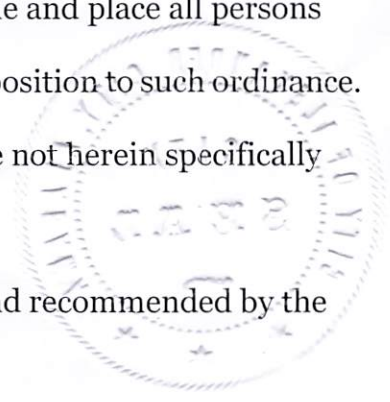 e and place all persons
osition to such ordinance.
e not herein specifically
d recommended by the